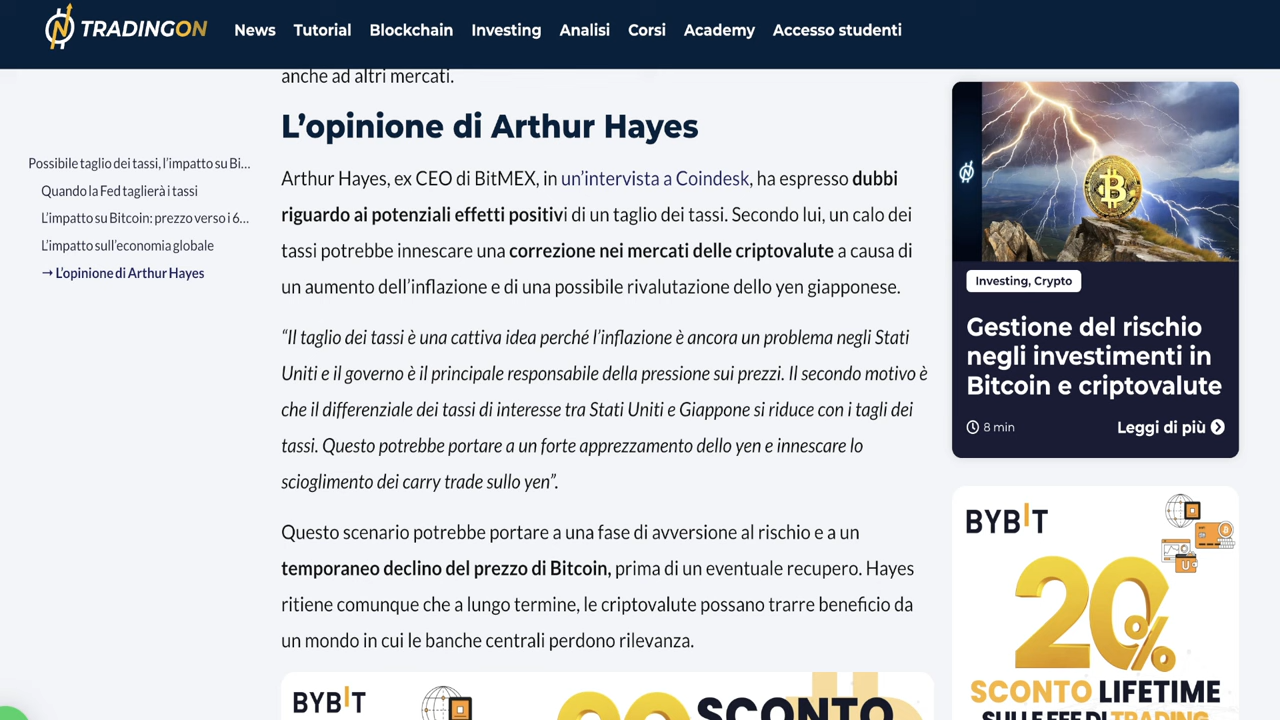 TRADINGON
News Tutorial Blockchain Investing Analisi Corsi Academy Accesso studenti
Possibile taglio dei tassi, l'impatto su Bi...
Quando la Fed taglierà i tassi
L'impatto su Bitcoin: prezzo verso i 6...
L'impatto sull'economia globale
→ L'opinione di Arthur Hayes
anche ad altri mercati.
L'opinione di Arthur Hayes
Arthur Hayes, ex CEO di BitMEX, in un'intervista a Coindesk, ha espresso dubbi
riguardo ai potenziali effetti positivi di un taglio dei tassi. Secondo lui, un calo dei
tassi potrebbe innescare una correzione nei mercati delle criptovalute a causa di
un aumento dell'inflazione e di una possibile rivalutazione dello yen giapponese.
“Il taglio dei tassi è una cattiva idea perché l'inflazione è ancora un problema negli Stati
Uniti e il governo è il principale responsabile della pressione sui prezzi. Il secondo motivo è
che il differenziale dei tassi di interesse tra Stati Uniti e Giappone si riduce con i tagli dei
tassi. Questo potrebbe portare a un forte apprezzamento dello yen e innescare lo
scioglimento dei carry trade sullo yen”.
Questo scenario potrebbe portare a una fase di avversione al rischio e a un
temporaneo declino del prezzo di Bitcoin, prima di un eventuale recupero. Hayes
ritiene comunque che a lungo termine, le criptovalute possano trarre beneficio da
un mondo in cui le banche centrali perdono rilevanza.
BYBIT
SCONTO
Investing, Crypto
Gestione del rischio
negli investimenti in
Bitcoin e criptovalute
8 min Leggi di più
BYBIT
20%
SCONTO LIFETIME
SULLE FEE DI TRADING